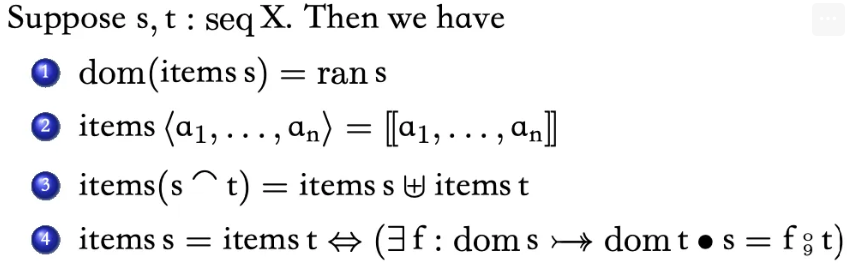 Suppose s, t : seq X. Then we have
1 dom(items s) = ran s
2 items ⟨a₁, . . . , aₙ⟩ = ⟦a₁, . . . , aₙ⟧
3 items(s ⌢ t) = items s ⊎ items t
4 items s = items t ⇔ (∃ f : dom s ⤖ dom t • s = f ⨾ t)